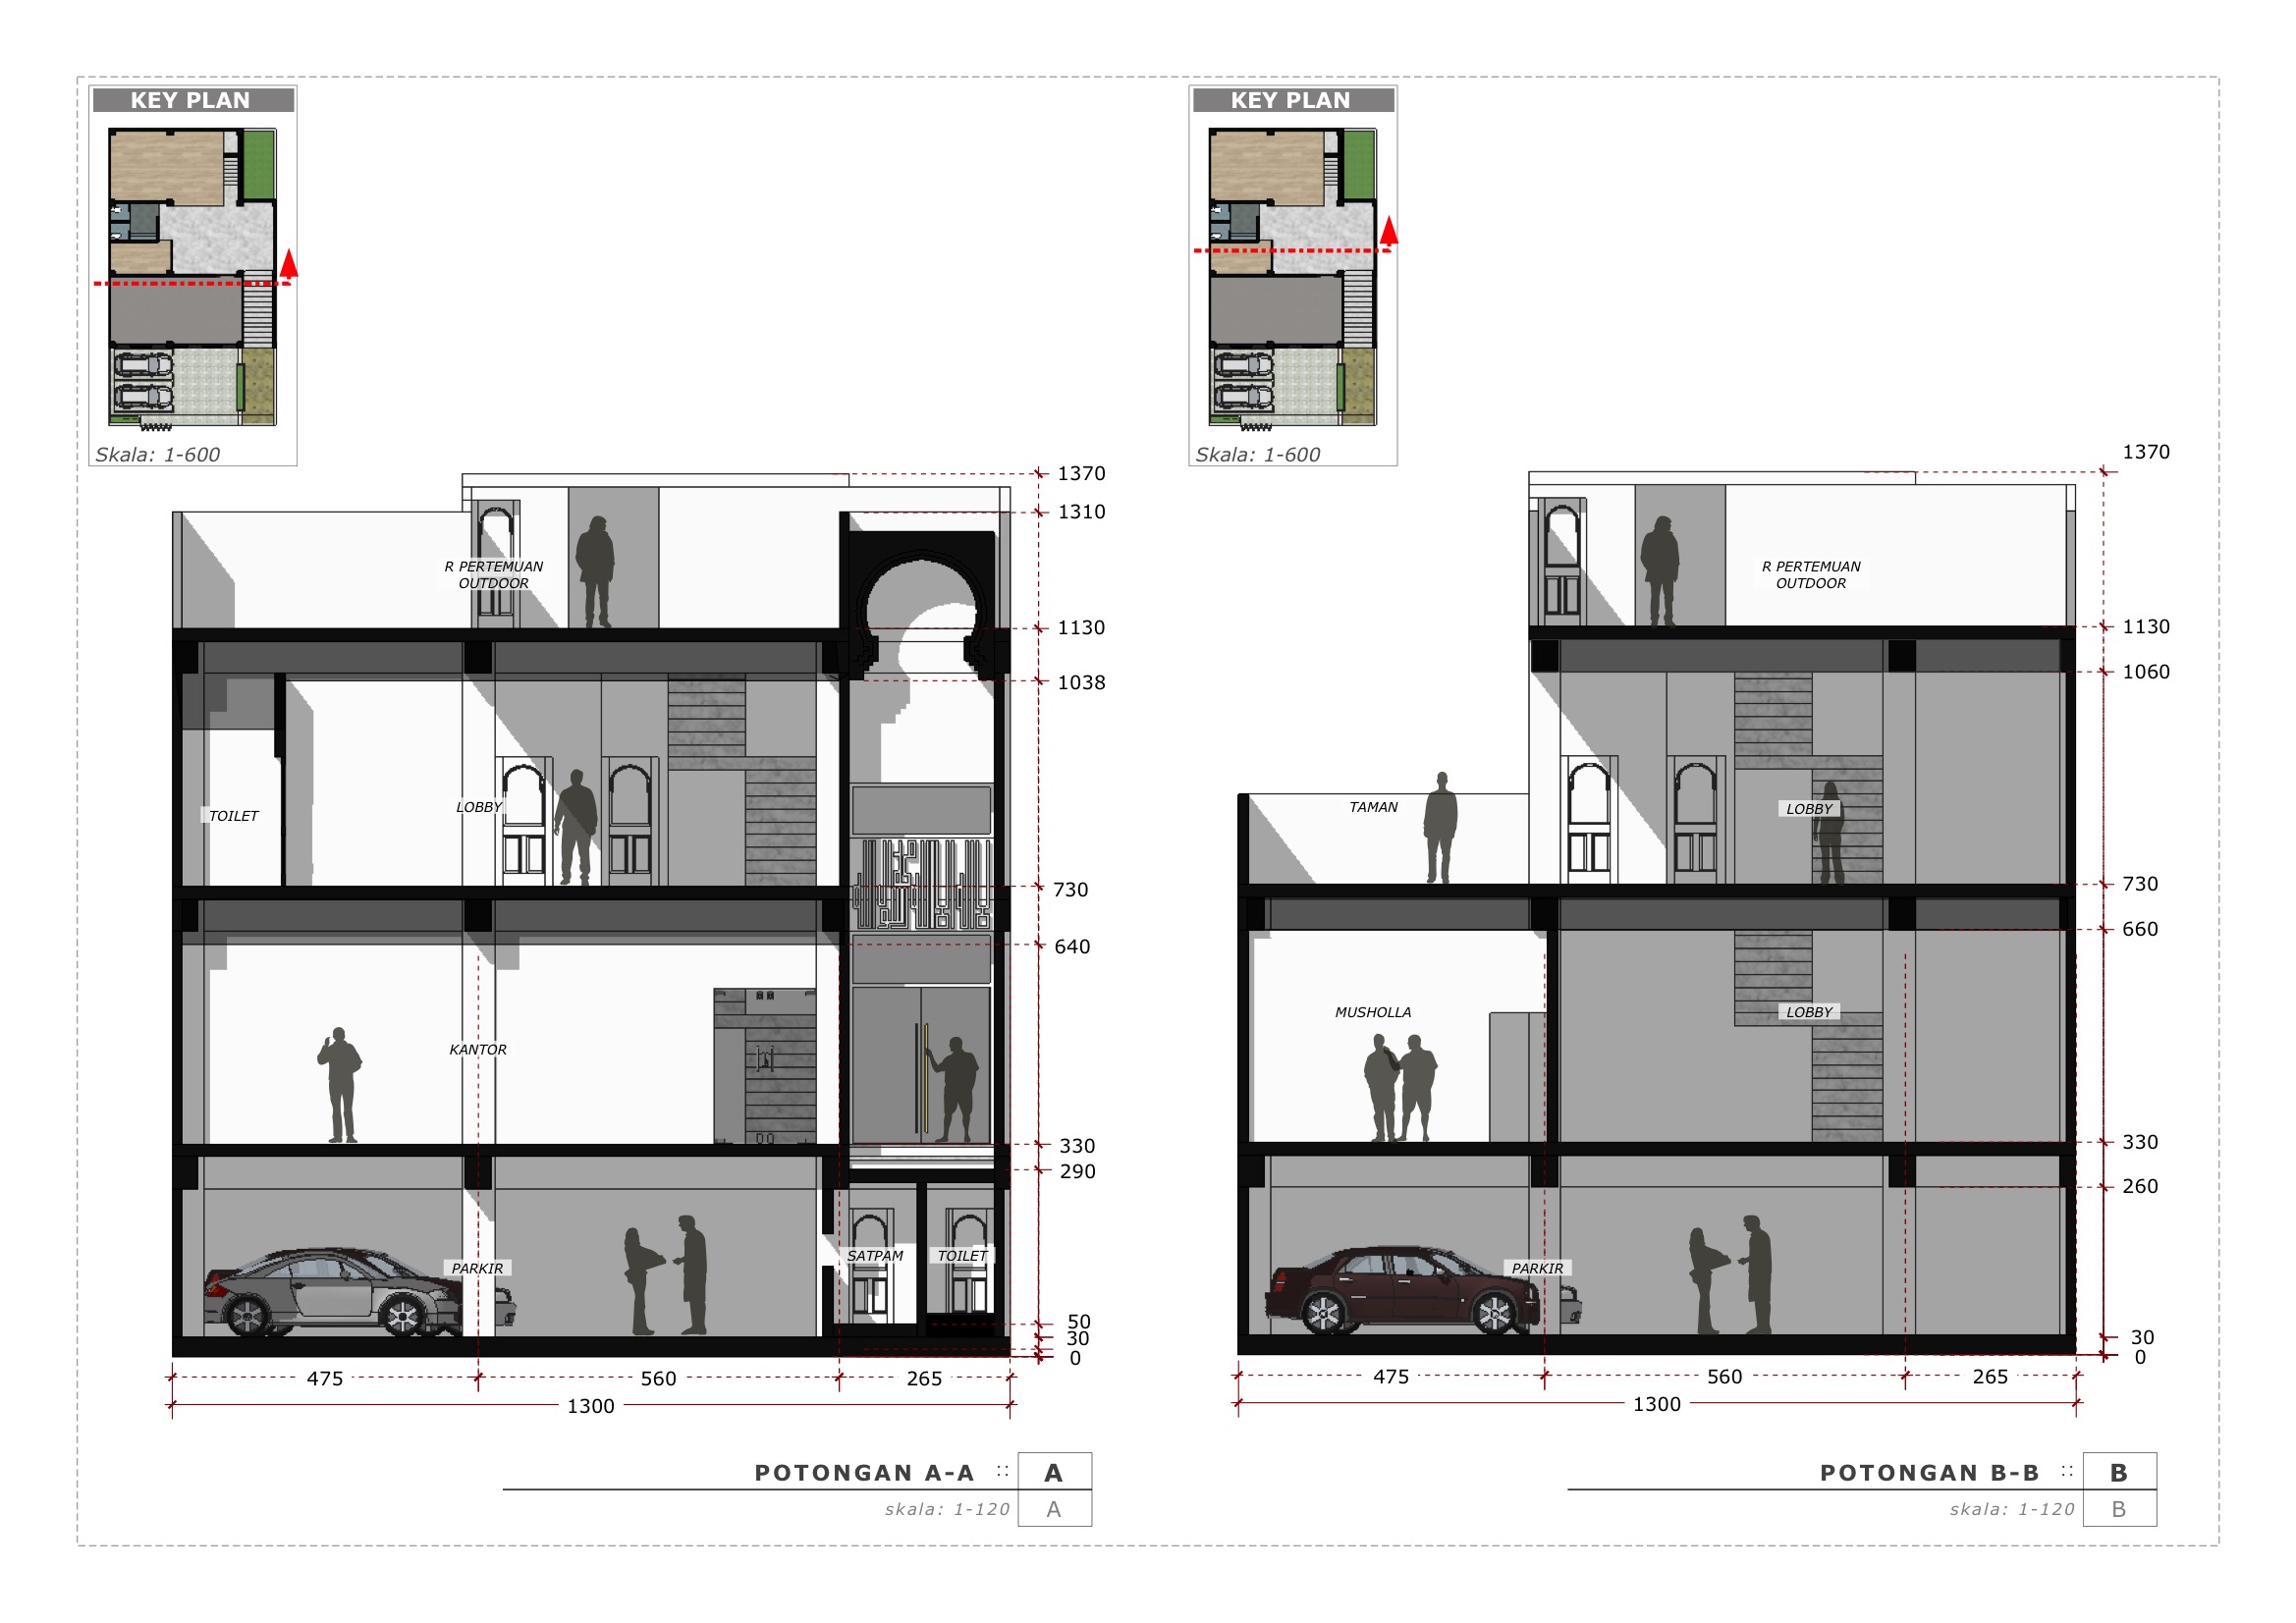 KEY PLAN
Skala: 1-600
1370
1310
R PERTEMUAN
OUTDOOR
1130
1038
TOILET
LOBBY
730
640
KANTOR
330
290
PARKIR
SATPAM
TOILET
50
30
0
475
560
265
1300
POTONGAN A-A :: A
skala: 1-120 A
KEY PLAN
Skala: 1-600
1370
R PERTEMUAN
OUTDOOR
1130
1060
TAMAN
LOBBY
730
660
MUSHOLLA
LOBBY
330
260
PARKIR
30
0
475
560
265
1300
POTONGAN B-B :: B
skala: 1-120 B